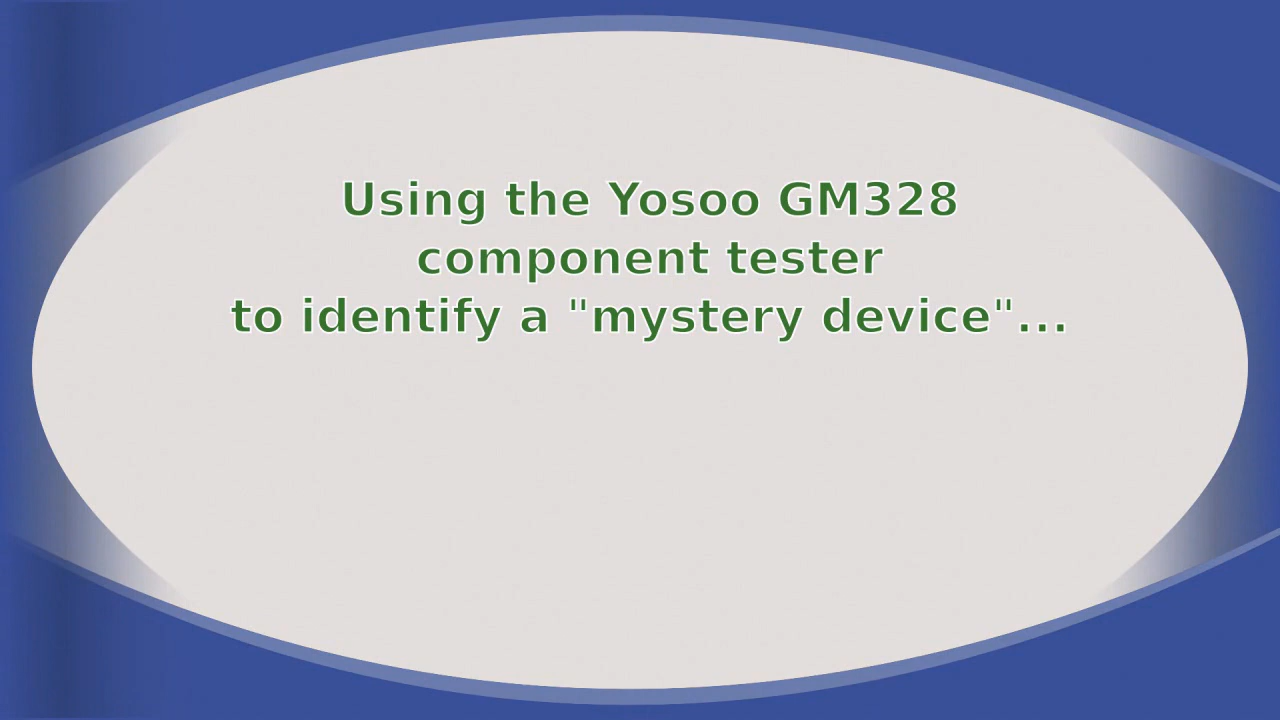 Using the Yosoo GM328
component tester
to identify a "mystery device"...